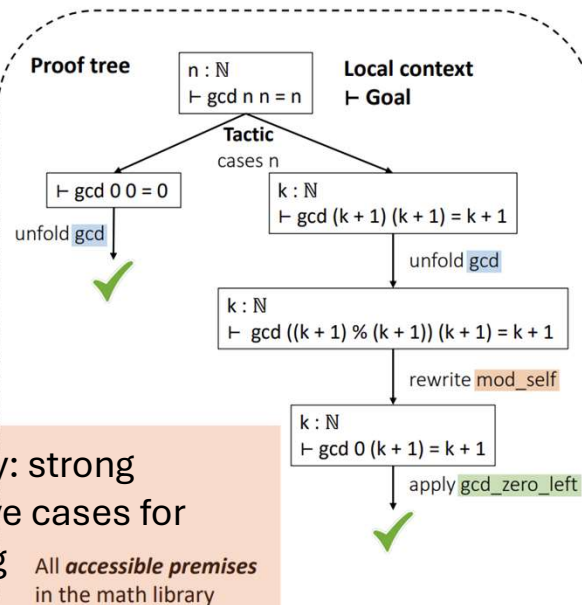 Proof tree
n : ℕ
⊢ gcd n n = n
Local context
⊢ Goal
Tactic
cases n
⊢ gcd 0 0 = 0
k : ℕ
⊢ gcd (k + 1) (k + 1) = k + 1
unfold gcd
unfold gcd
k : ℕ
⊢ gcd ((k + 1) % (k + 1)) (k + 1) = k + 1
rewrite mod_self
k : ℕ
⊢ gcd 0 (k + 1) = k + 1
apply gcd_zero_left
: strong
cases for
All accessible premises
in the math library